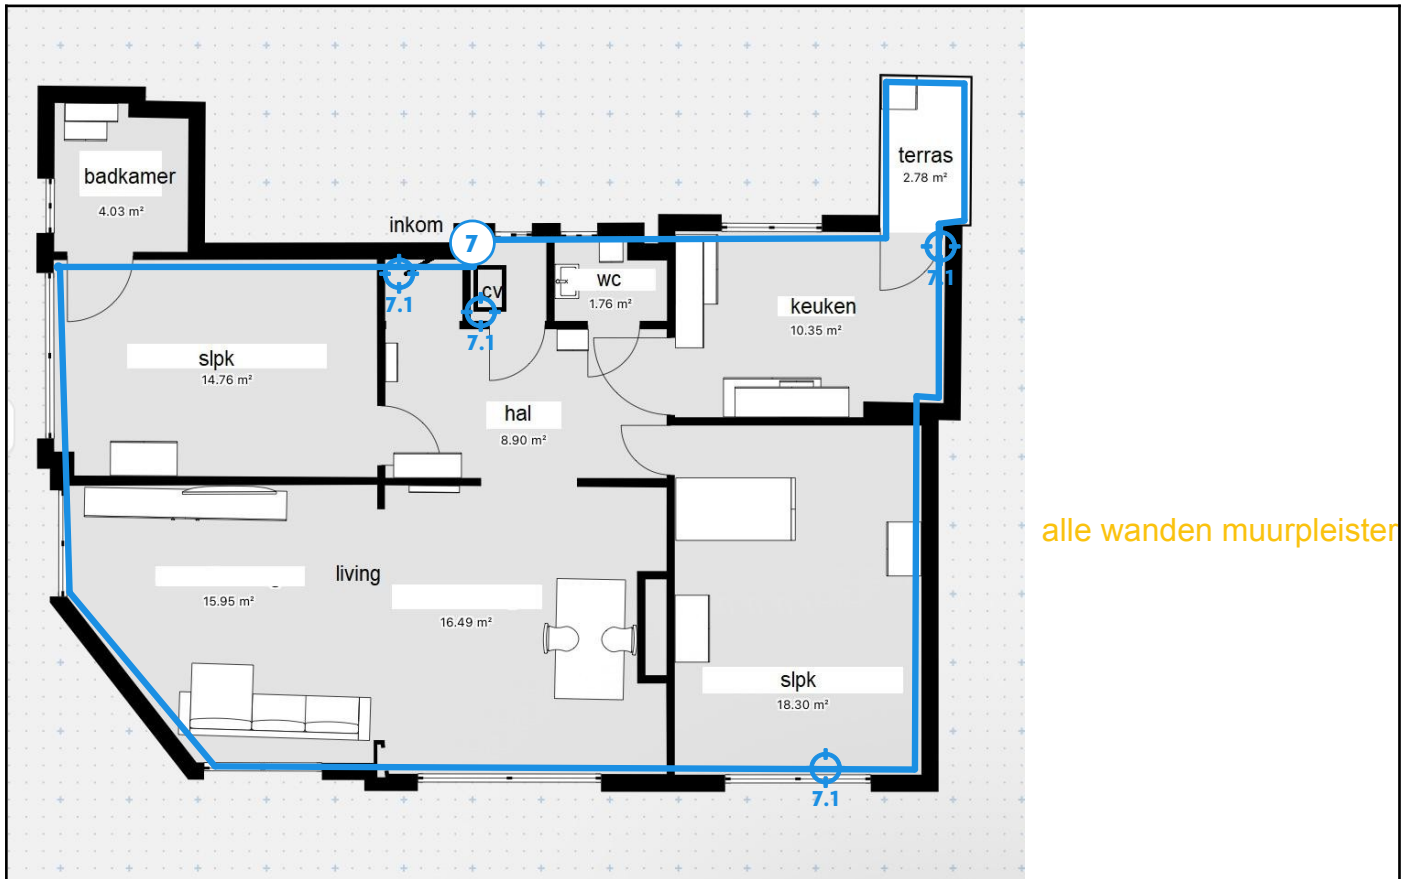 terras
2.78 m²
badkamer
4.03 m²
inkom
7
7.1
7.1
cv
7.1
wc
1.76 m²
keuken
10.35 m²
slpk
14.76 m²
hal
8.90 m²
alle wanden muurpleister
living
15.95 m²
16.49 m²
slpk
18.30 m²
7.1